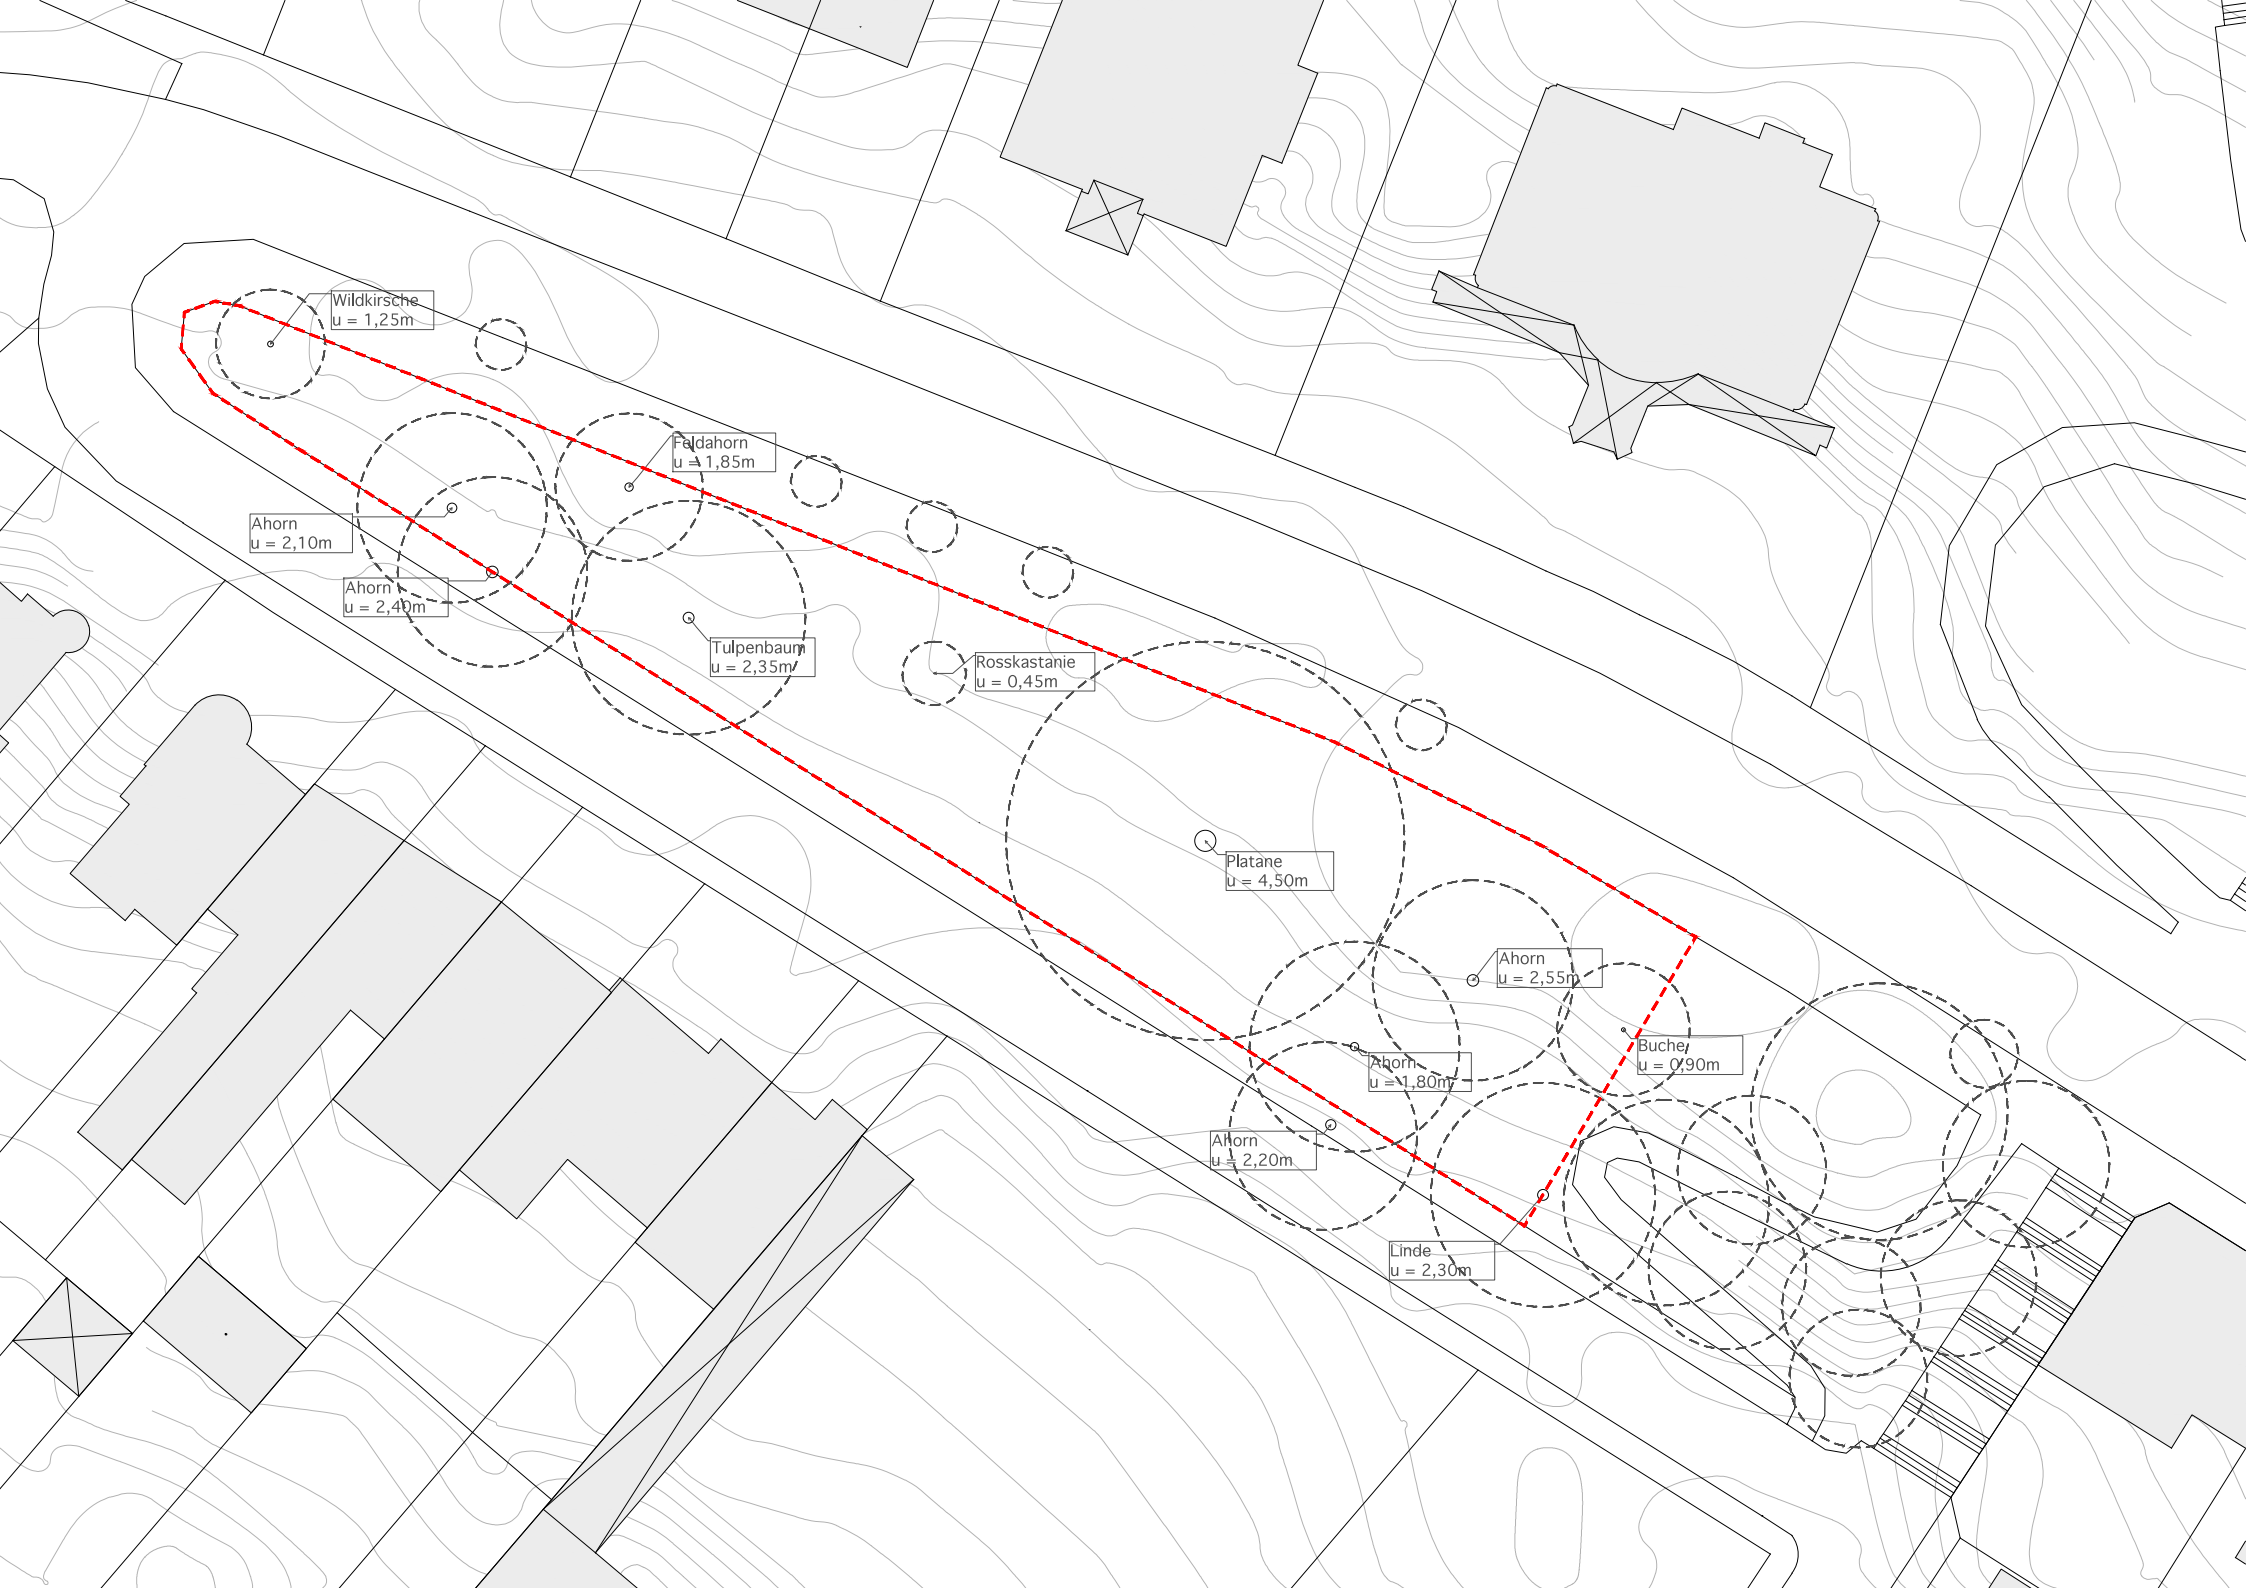 Wildkirsche
u = 1,25m
Feldahorn
u = 1,85m
Ahorn
u = 2,10m
Ahorn
u = 2,40m
Tulpenbaum
u = 2,35m
Rosskastanie
u = 0,45m
Platane
u = 4,50m
Ahorn
u = 2,55m
Buche
u = 0,90m
Ahorn
u = 1,80m
Ahorn
u = 2,20m
Linde
u = 2,30m